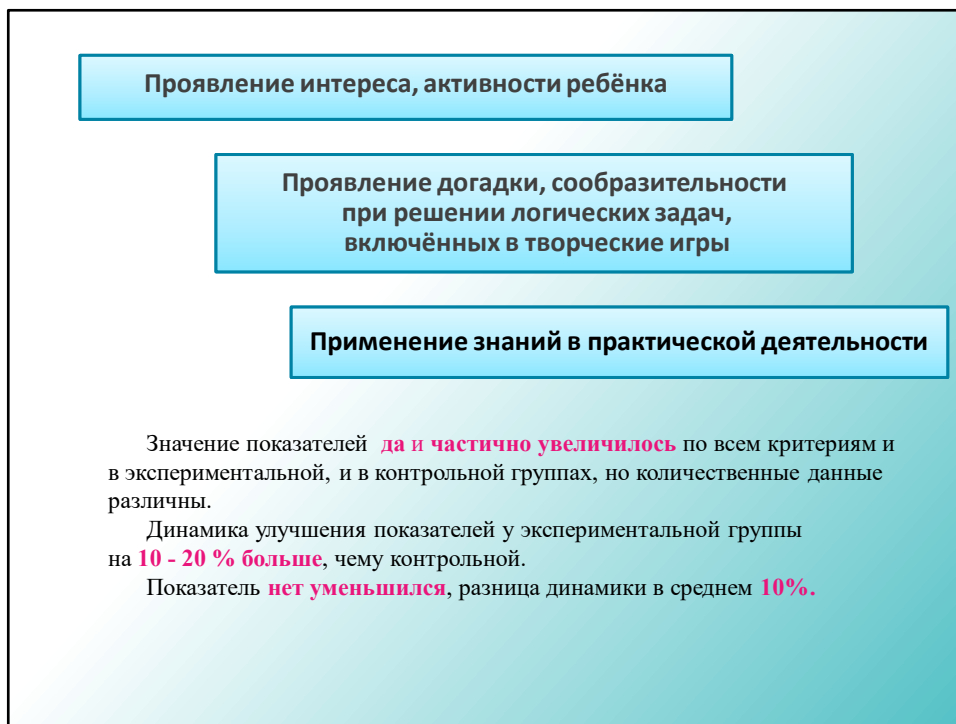 Проявление интереса, активности ребёнка
Проявление догадки, сообразительности
при решении логических задач,
включённых в творческие игры
Применение знаний в практической деятельности
Значение показателей да и частично увеличилось по всем критериям и
в экспериментальной, и в контрольной группах, но количественные данные
различны.
Динамика улучшения показателей у экспериментальной группы
на 10 - 20 % больше, чему контрольной.
Показатель нет уменьшился, разница динамики в среднем 10%.